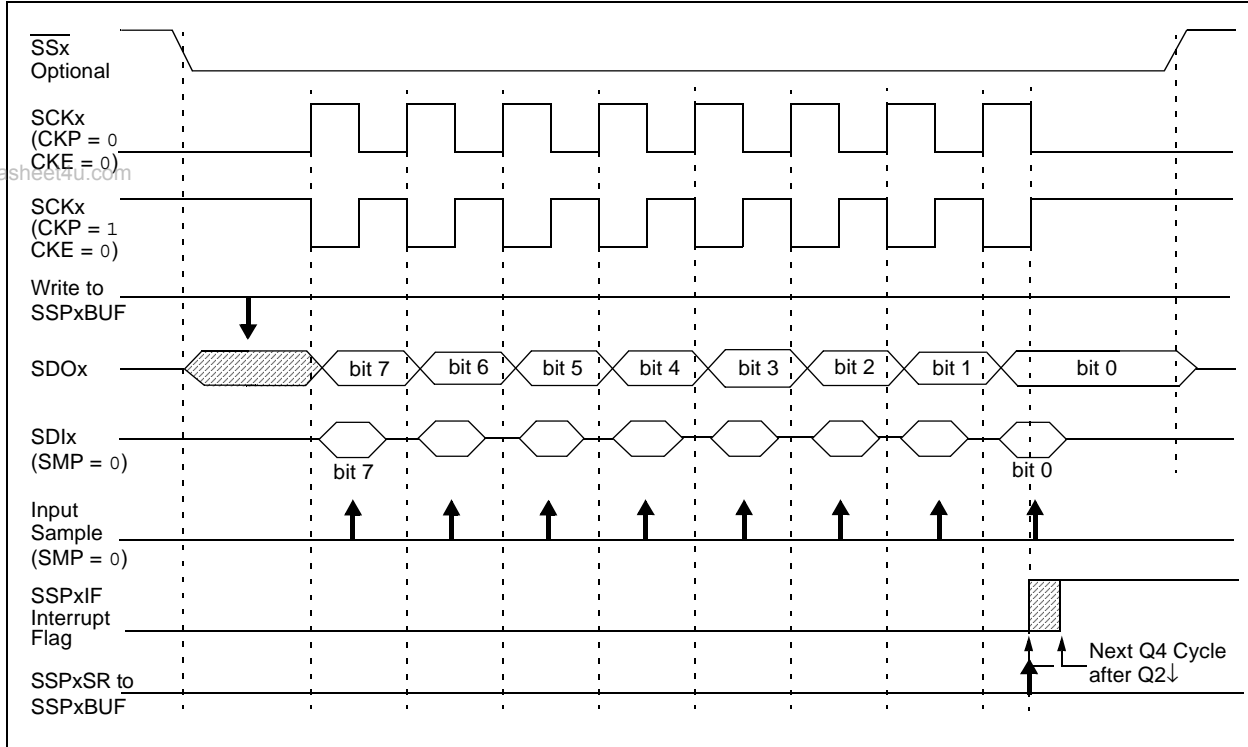 SSx
Optional
SCKx
(CKP = 0
CKE = 0)
asheet4u.com
SCKx
(CKP = 1
CKE = 0)
Write to
SSPxBUF
SDOx
bit 7 bit 6 bit 5 bit 4 bit 3 bit 2 bit 1 bit 0
SDIx
(SMP = 0)
bit 7 bit 0
Input
Sample
(SMP = 0)
SSPxIF
Interrupt
Flag
Next Q4 Cycle
after Q2↓
SSPxSR to
SSPxBUF